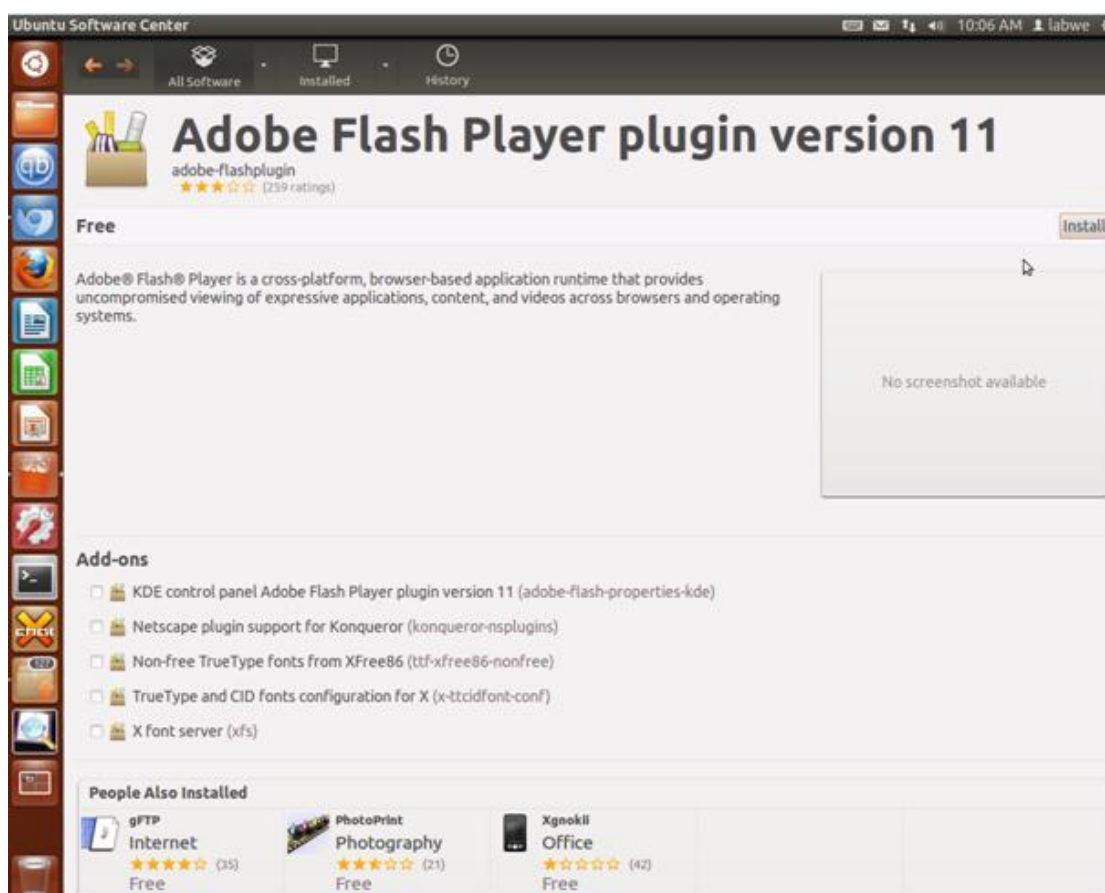 Ubuntu Software Center
10:06 AM labwe
All Software
Installed
History
Adobe Flash Player plugin version 11
adobe-flashplugin
(259 ratings)
Free
Install
Adobe® Flash® Player is a cross-platform, browser-based application runtime that provides
uncompromised viewing of expressive applications, content, and videos across browsers and operating
systems.
No screenshot available
Add-ons
KDE control panel Adobe Flash Player plugin version 11 (adobe-flash-properties-kde)
Netscape plugin support for Konqueror (konqueror-nsplugins)
Non-free TrueType fonts from XFree86 (ttf-xfree86-nonfree)
TrueType and CID fonts configuration for X (x-ttcidfont-conf)
X font server (xfs)
qb
chat
127
People Also Installed
gFTP
Internet
(35)
Free
PhotoPrint
Photography
(21)
Free
Xgnokii
Office
(42)
Free